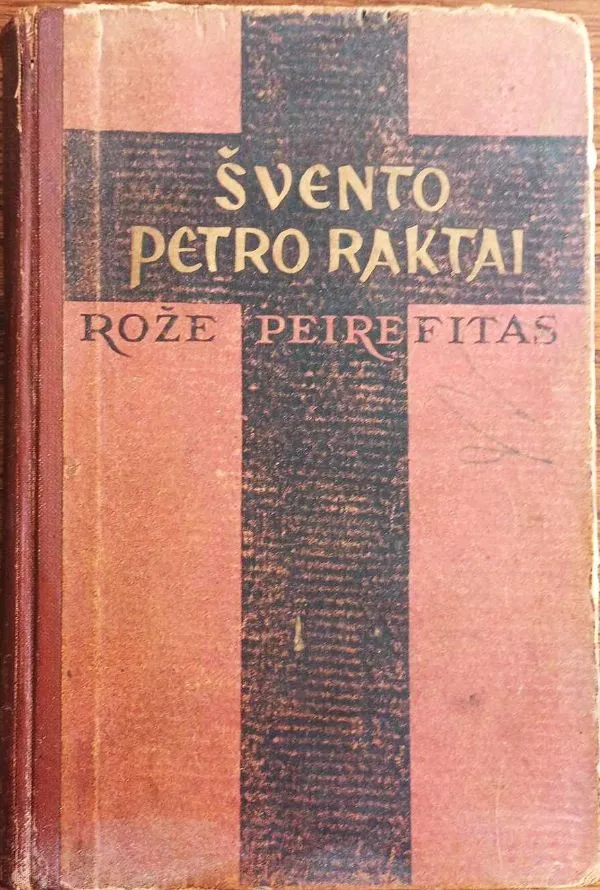 ŠVENTO
PETRO RAKTAI
ROŽE PEIREFITAS